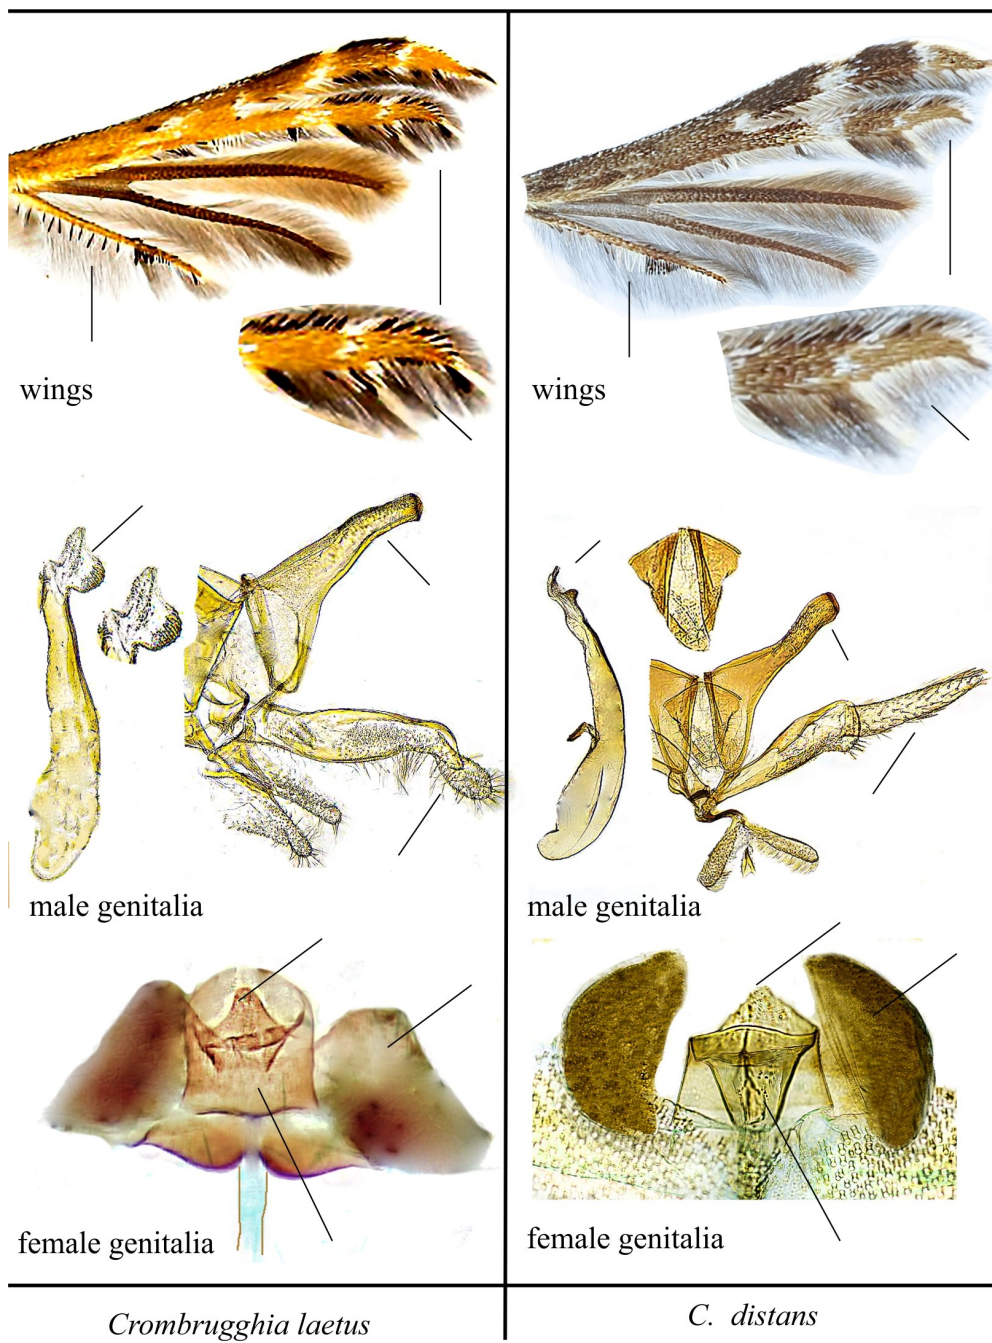 wings
wings
male genitalia
male genitalia
female genitalia
female genitalia
Crombrugghia laetus
C. distans